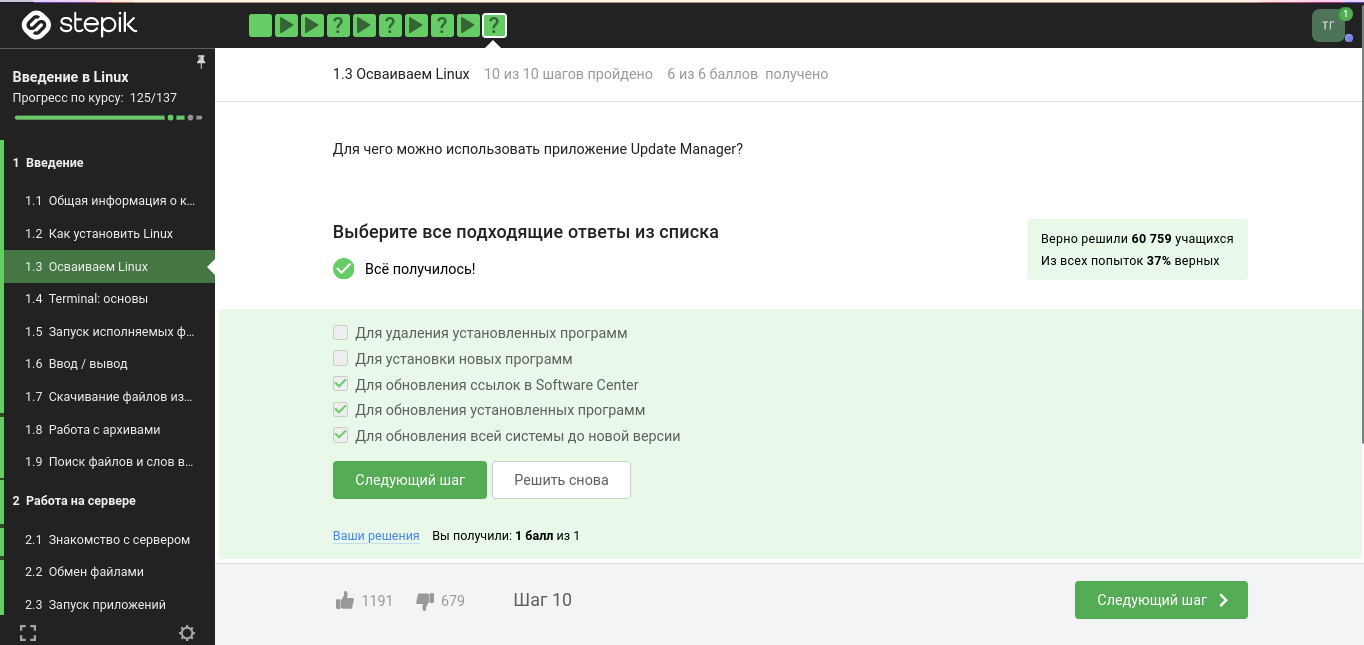 stepik
? ? ? ?
ТГ
1
Введение в Linux
Прогресс по курсу: 125/137
1 Введение
1.1 Общая информация о к...
1.2 Как установить Linux
1.3 Осваиваем Linux
1.4 Terminal: основы
1.5 Запуск исполняемых ф...
1.6 Ввод / вывод
1.7 Скачивание файлов из...
1.8 Работа с архивами
1.9 Поиск файлов и слов в...
2 Работа на сервере
2.1 Знакомство с сервером
2.2 Обмен файлами
2.3 Запуск приложений
1.3 Осваиваем Linux 10 из 10 шагов пройдено 6 из 6 баллов получено
Для чего можно использовать приложение Update Manager?
Выберите все подходящие ответы из списка
Всё получилось!
Верно решили 60 759 учащихся
Из всех попыток 37% верных
Для удаления установленных программ
Для установки новых программ
Для обновления ссылок в Software Center
Для обновления установленных программ
Для обновления всей системы до новой версии
Следующий шаг
Решить снова
Ваши решения Вы получили: 1 балл из 1
1191 679 Шаг 10
Следующий шаг